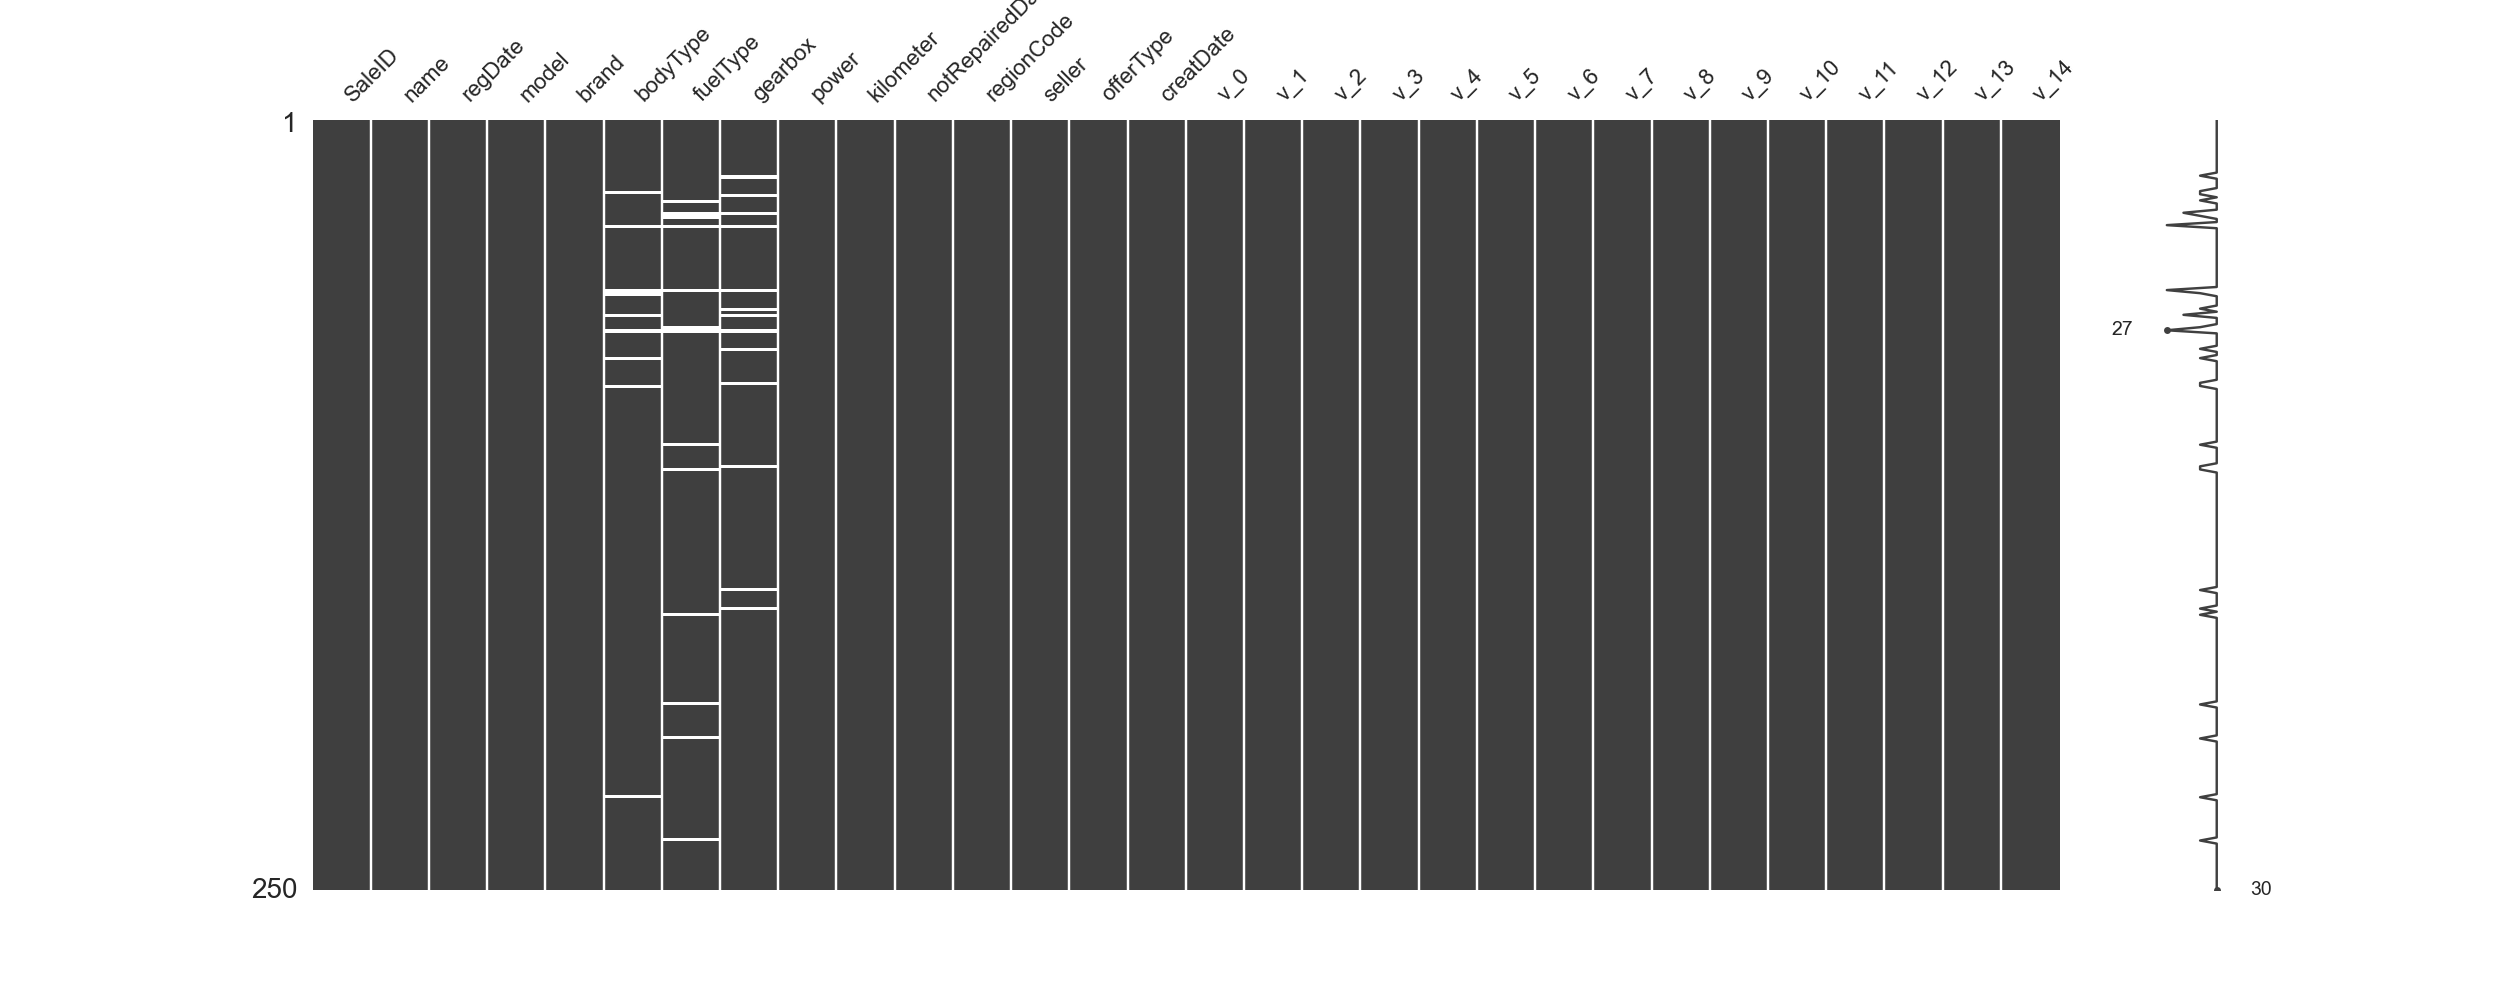 SaleID
name
regDate
model
brand
bodyType
fuelType
gearbox
power
kilometer
regionCode
seller
offerType
creatDate
v_0
v_1
v_2
v_3
v_4
v_5
v_6
v_7
v_8
v_9
v_10
v_11
v_12
v_13
v_14
1
27
250
30